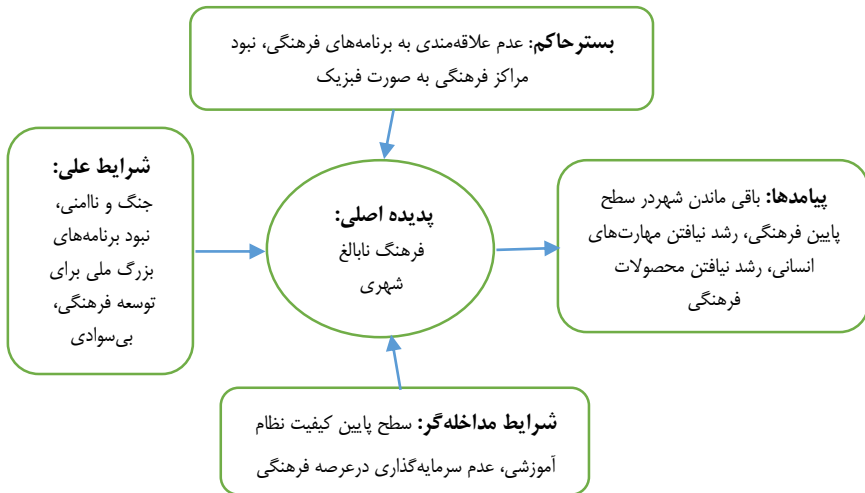 بسترحاکم: عدم علاقه‌مندی به برنامه‌های فرهنگی، نبود
مراکز فرهنگی به صورت فبزیک
شرایط علی:
جنگ و ناامنی،
نبود برنامه‌های
بزرگ ملی برای
توسعه فرهنگی،
بی‌سوادی
پدیده اصلی:
فرهنگ نابالغ
شهری
پیامدها: باقی ماندن شهردر سطح
پایین فرهنگی، رشد نیافتن مهارت‌های
انسانی، رشد نیافتن محصولات
فرهنگی
شرایط مداخله‌گر: سطح پایین کیفیت نظام
آموزشی، عدم سرمایه‌گذاری درعرصه فرهنگی